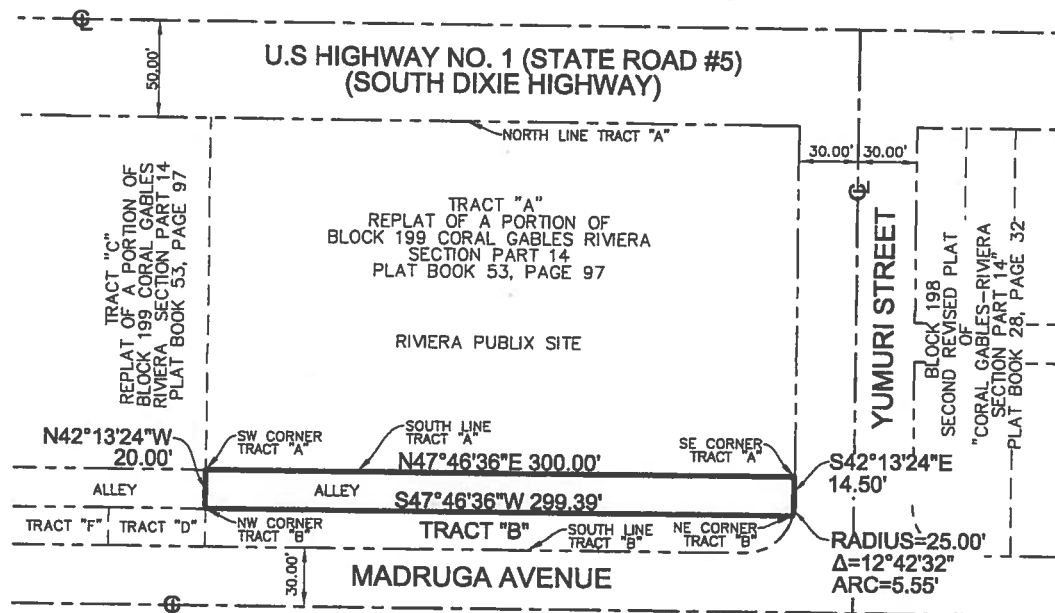 ℄
50.00'
U.S HIGHWAY NO. 1 (STATE ROAD #5)
(SOUTH DIXIE HIGHWAY)
NORTH LINE TRACT "A"
30.00'
30.00'
℄
TRACT "C"
REPLAT OF A PORTION OF
BLOCK 199 CORAL GABLES
RIVIERA SECTION PART 14
PLAT BOOK 53, PAGE 97
TRACT "A"
REPLAT OF A PORTION OF
BLOCK 199 CORAL GABLES RIVIERA
SECTION PART 14
PLAT BOOK 53, PAGE 97
RIVIERA PUBLIX SITE
YUMURI STREET
BLOCK 198
SECOND REVISED PLAT
OF
"CORAL GABLES-RIVIERA
SECTION PART 14"
PLAT BOOK 28, PAGE 32
N42°13'24"W
20.00'
SW CORNER
TRACT "A"
SOUTH LINE
TRACT "A"
N47°46'36"E 300.00'
SE CORNER
TRACT "A"
S42°13'24"E
14.50'
ALLEY
ALLEY
S47°46'36"W 299.39'
TRACT "F"
TRACT "D"
NW CORNER
TRACT "B"
TRACT "B"
SOUTH LINE
TRACT "B"
NE CORNER
TRACT "B"
RADIUS=25.00'
Δ=12°42'32"
ARC=5.55'
30.00'
MADRUGA AVENUE
℄